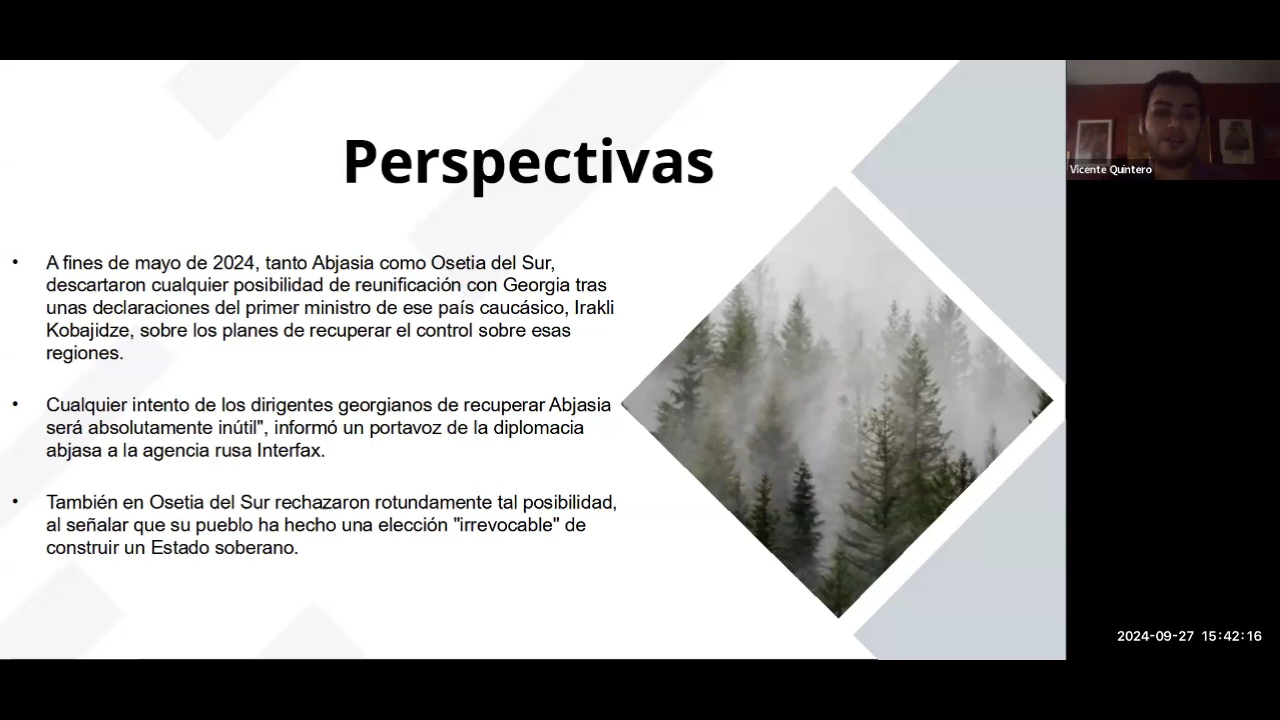 Perspectivas
• A fines de mayo de 2024, tanto Abjasia como Osetia del Sur,
descartaron cualquier posibilidad de reunificación con Georgia tras
unas declaraciones del primer ministro de ese país caucásico, Irakli
Kobajidze, sobre los planes de recuperar el control sobre esas
regiones.
• Cualquier intento de los dirigentes georgianos de recuperar Abjasia
será absolutamente inútil", informó un portavoz de la diplomacia
abjasa a la agencia rusa Interfax.
• También en Osetia del Sur rechazaron rotundamente tal posibilidad,
al señalar que su pueblo ha hecho una elección "irrevocable" de
construir un Estado soberano.
Vicente Quintero
2024-09-27 15:42:16